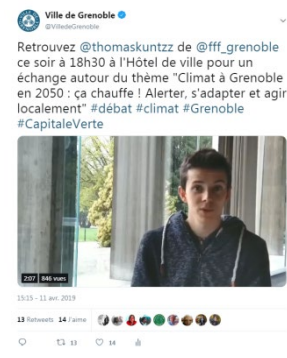 Ville de Grenoble
@VilledeGrenoble
Retrouvez @thomaskuntzz de @fff_grenoble
ce soir à 18h30 à l'Hôtel de ville pour un
échange autour du thème "Climat à Grenoble
en 2050 : ça chauffe ! Alerter, s'adapter et agir
localement" #débat #climat #Grenoble
#CapitaleVerte
2:07 846 vues
15:15 - 11 avr. 2019
13 Retweets 14 J'aime
13 14